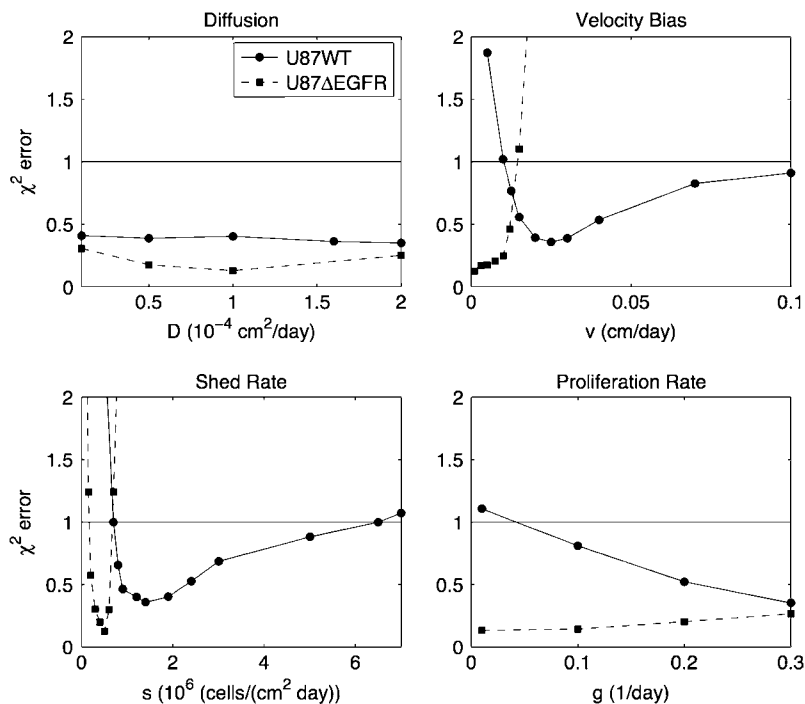 Diffusion
2
1.5
1
0.5
0
χ² error
U87WT
U87ΔEGFR
0.5
1
1.5
2
D (10⁻⁴ cm²/day)
Velocity Bias
2
1.5
1
0.5
0
0
0.05
0.1
v (cm/day)
Shed Rate
2
1.5
1
0.5
0
χ² error
0
2
4
6
s (10⁶ (cells/(cm² day))
Proliferation Rate
2
1.5
1
0.5
0
0
0.1
0.2
0.3
g (1/day)